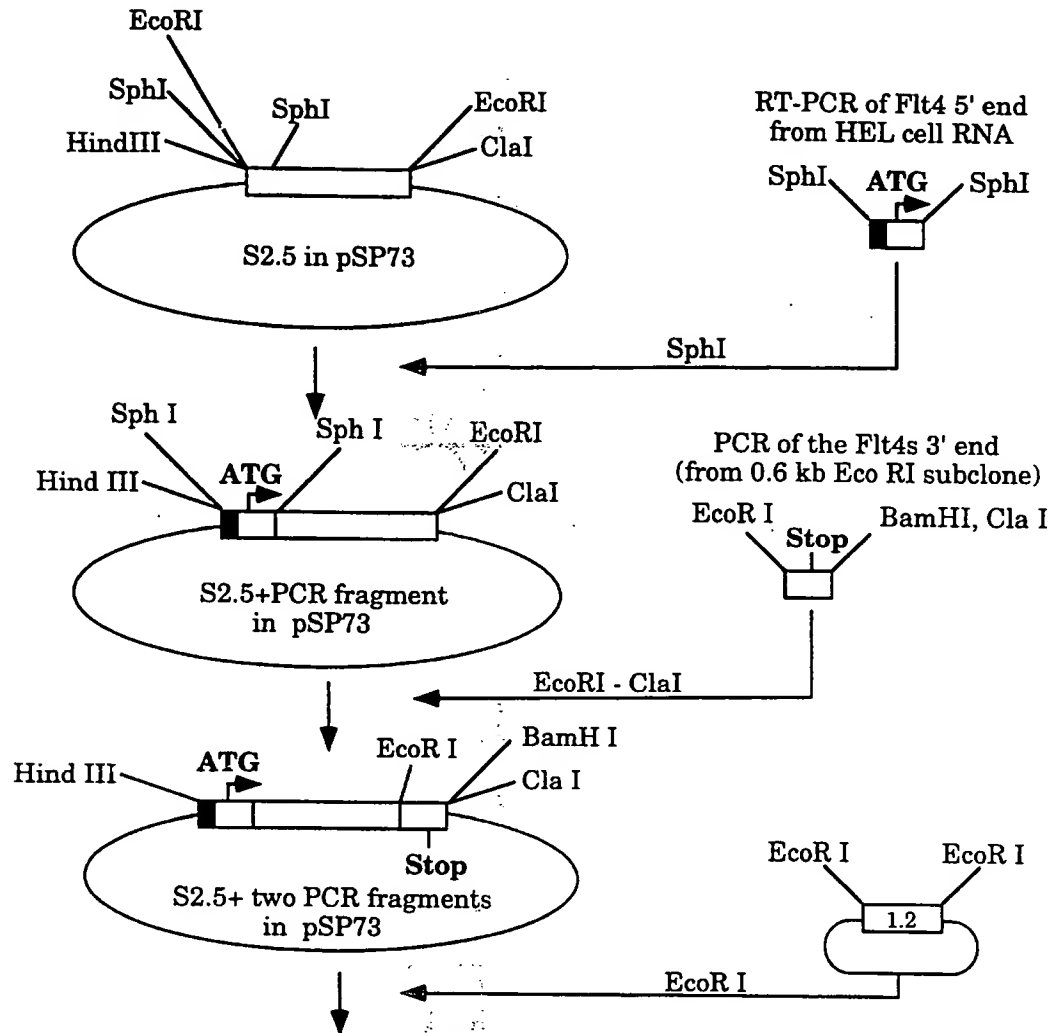 EcoRI
SphI
SphI
HindIII
EcoRI
ClaI
S2.5 in pSP73
RT-PCR of Flt4 5' end
from HEL cell RNA
SphI
ATG
SphI
SphI
Sph I
Sph I
EcoRI
ATG
Hind III
ClaI
S2.5+PCR fragment
in pSP73
PCR of the Flt4s 3' end
(from 0.6 kb Eco RI subclone)
EcoR I
BamHI, Cla I
Stop
EcoRI - ClaI
Hind III
ATG
EcoR I
BamH I
Cla I
Stop
S2.5+ two PCR fragments
in pSP73
EcoR I
EcoR I
1.2
EcoR I